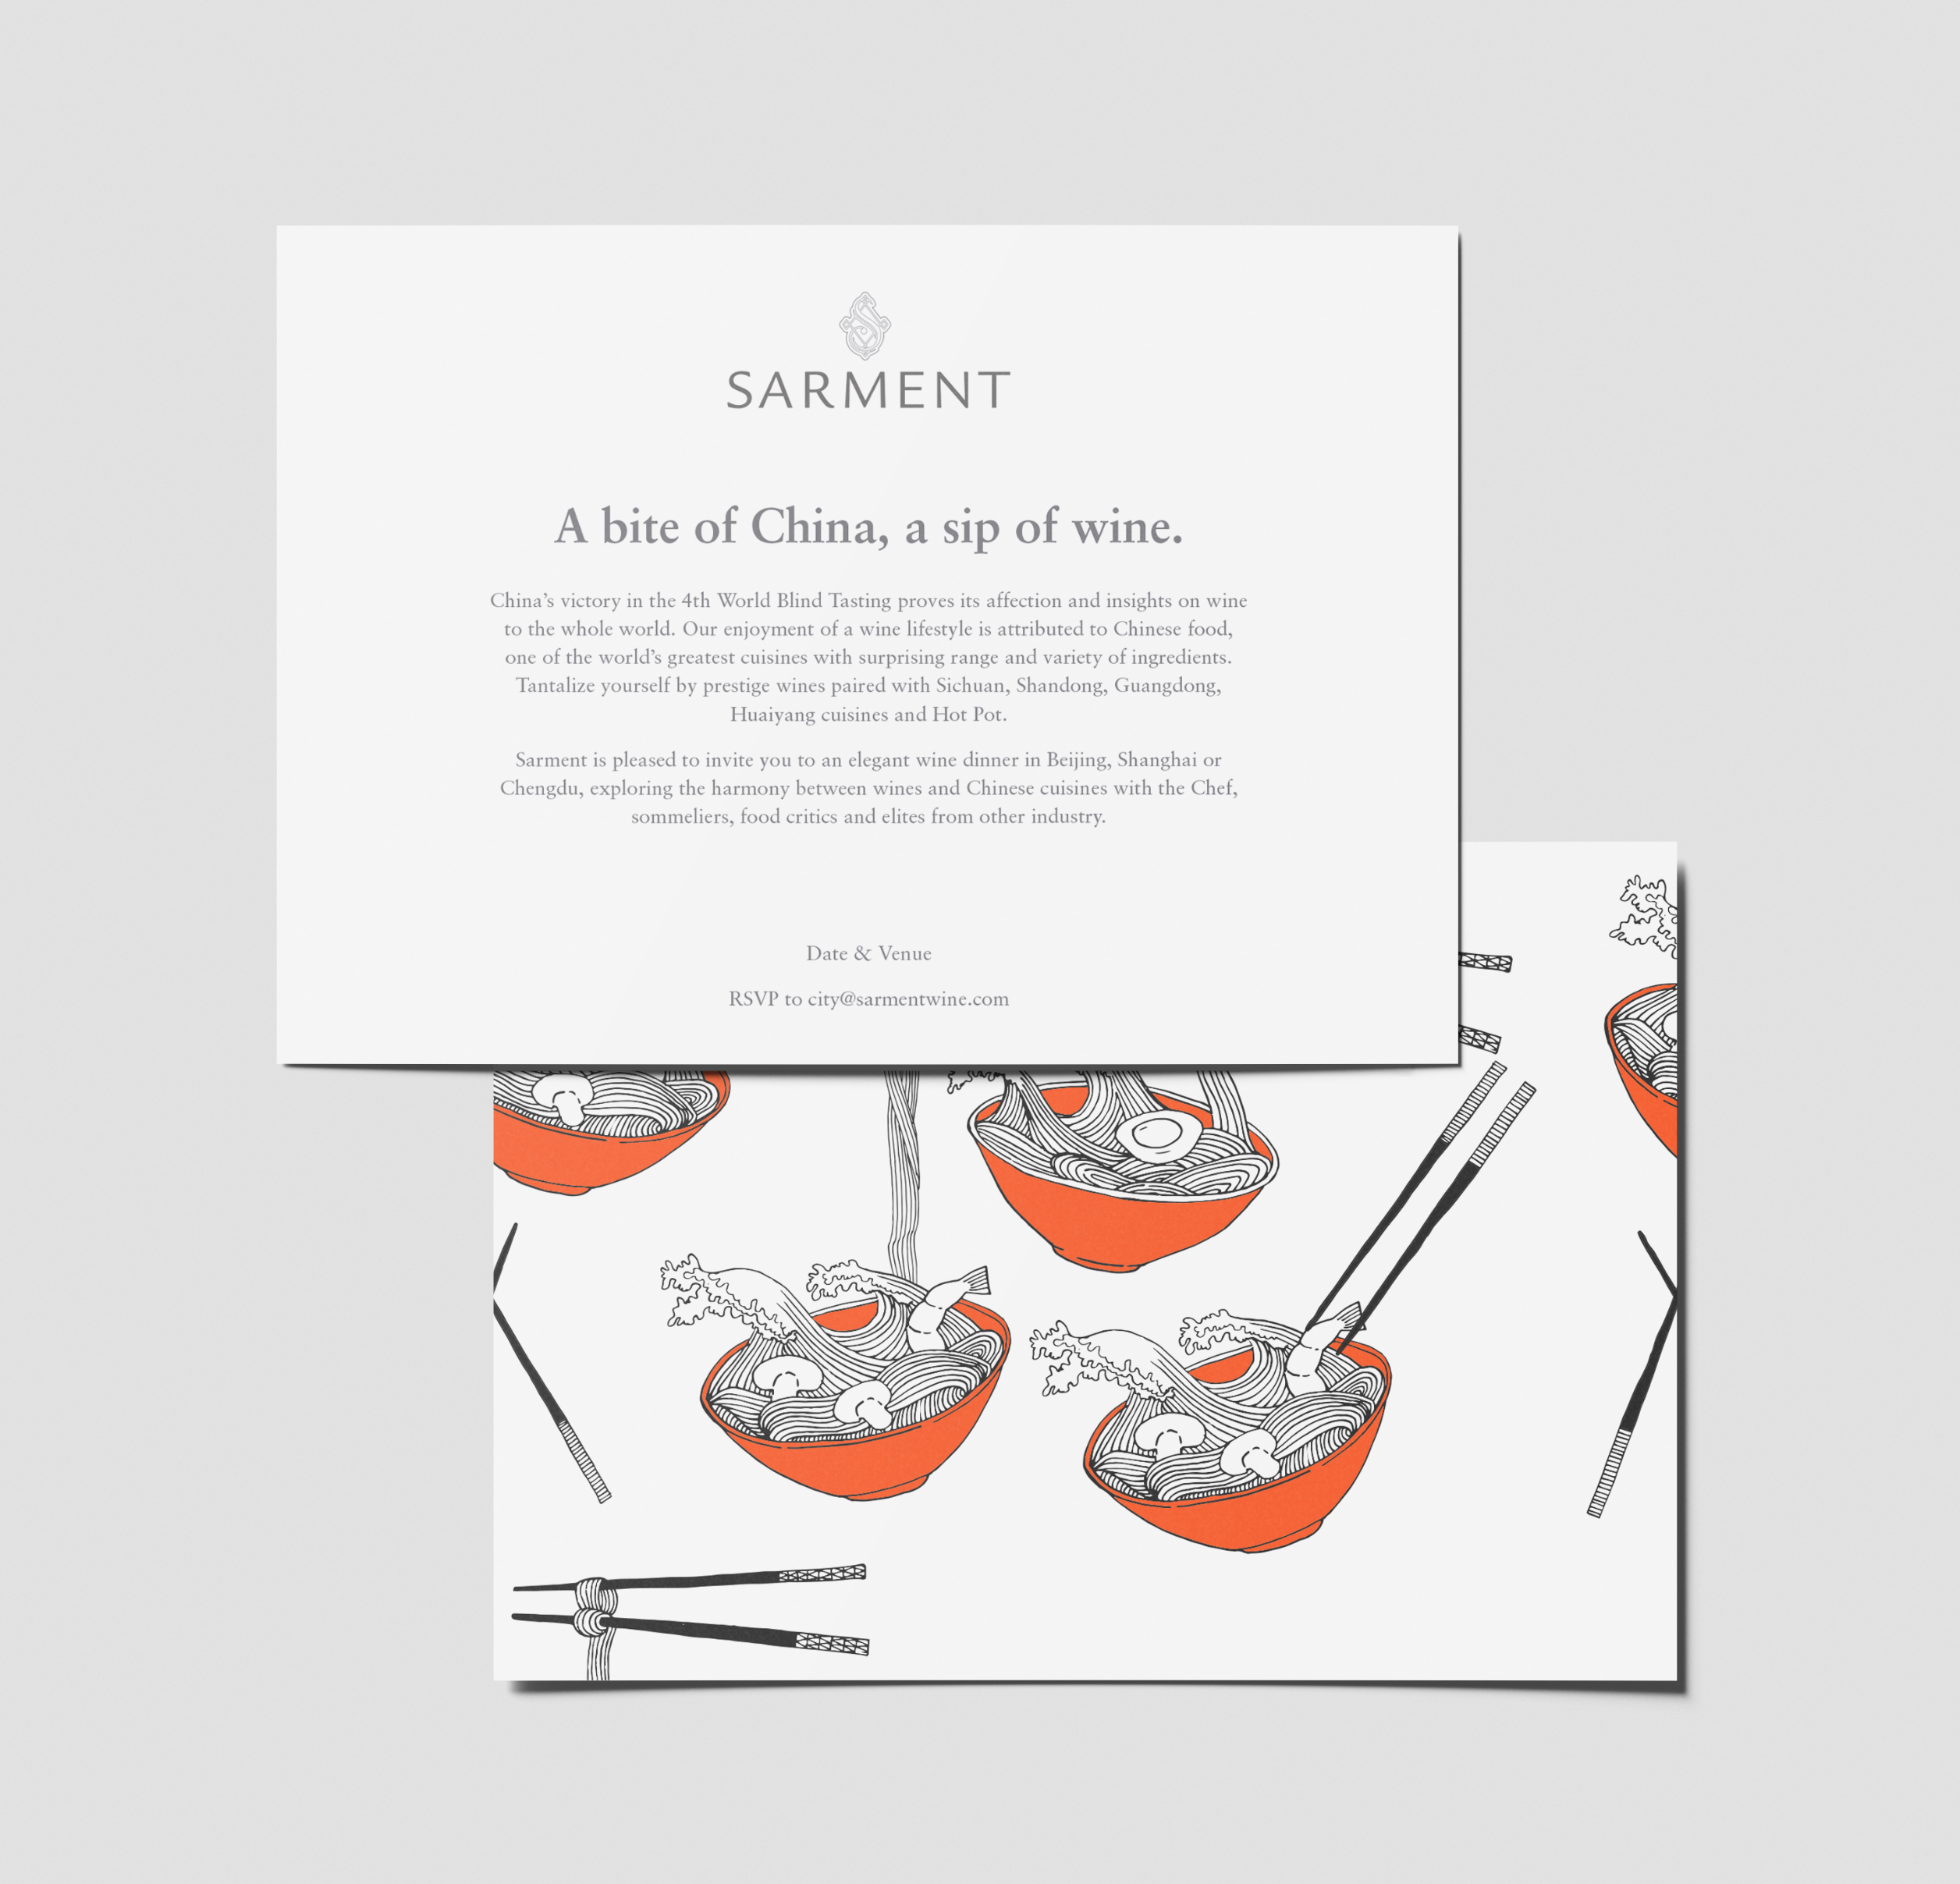 SARMENT
A bite of China, a sip of wine.
China’s victory in the 4th World Blind Tasting proves its affection and insights on wine
to the whole world. Our enjoyment of a wine lifestyle is attributed to Chinese food,
one of the world’s greatest cuisines with surprising range and variety of ingredients.
Tantalize yourself by prestige wines paired with Sichuan, Shandong, Guangdong,
Huaiyang cuisines and Hot Pot.
Sarment is pleased to invite you to an elegant wine dinner in Beijing, Shanghai or
Chengdu, exploring the harmony between wines and Chinese cuisines with the Chef,
sommeliers, food critics and elites from other industry.
Date & Venue
RSVP to city@sarmentwine.com